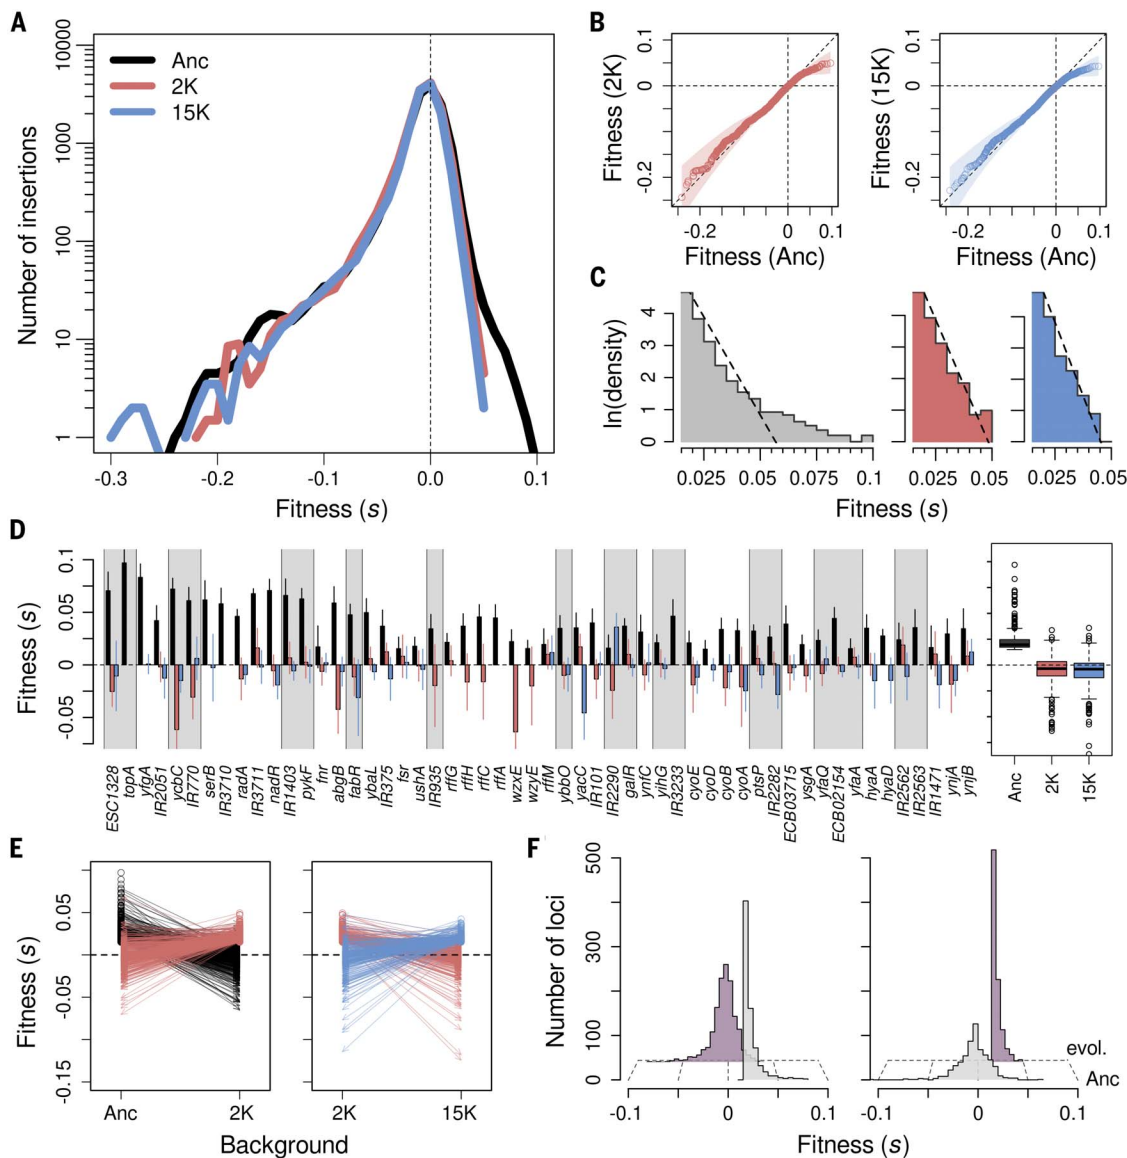 A
10000
1000
100
10
1
Number of insertions
Anc
2K
15K
-0.3
-0.2
-0.1
0.0
0.1
Fitness (s)
B
0.1
0
-0.2
Fitness (2K)
-0.2
0
0.1
Fitness (Anc)
0.1
0
-0.2
Fitness (15K)
-0.2
0
0.1
Fitness (Anc)
C
4
3
2
1
0
ln(density)
0.025
0.05
0.075
0.1
0.025
0.05
0.025
0.05
Fitness (s)
D
0.1
0.05
0
-0.05
Fitness (s)
ESC1328
topA
yfgA
IR2051
ycbC
IR770
serB
IR3710
radA
IR3711
nadR
IR1403
pykF
fnr
abgB
fabR
ybaL
IR375
fsr
ushA
IR935
rffG
rffH
rffC
rffA
wzxE
wzyE
rffM
ybbO
yacC
IR101
IR2290
galR
ynfC
yihG
IR3233
cyoE
cyoD
cyoB
cyoA
ptsP
IR2282
ECB03715
ysgA
yfaQ
ECB02154
yfaA
hyaA
hyaD
IR2562
IR2563
IR1471
ynjA
ynjB
Anc
2K
15K
E
0.05
-0.05
-0.15
Fitness (s)
Anc
2K
2K
15K
Background
F
500
300
100
0
Number of loci
evol.
Anc
-0.1
0
0.1
-0.1
0
0.1
Fitness (s)